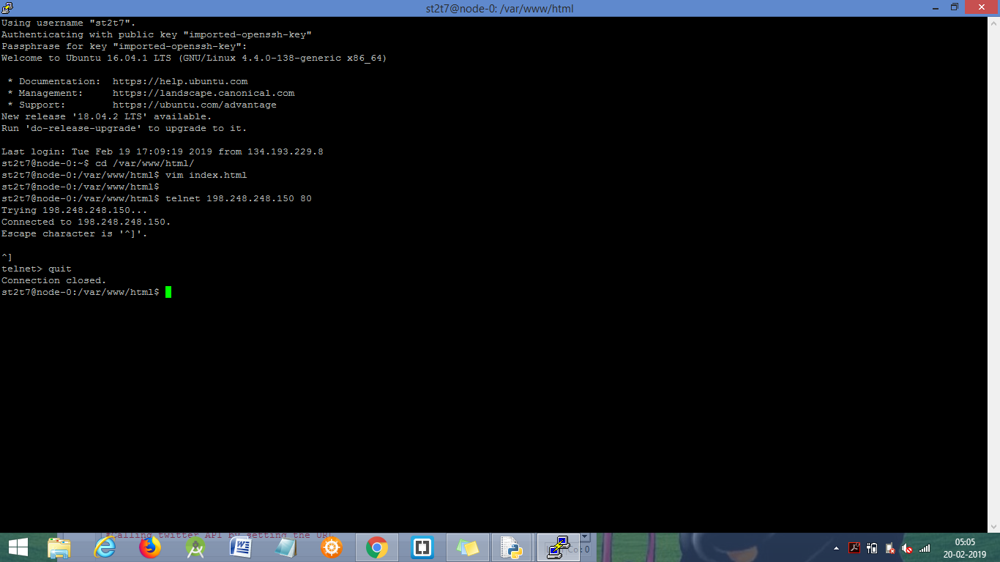 st2t7@node-0: /var/www/html
Using username "st2t7".
Authenticating with public key "imported-openssh-key"
Passphrase for key "imported-openssh-key":
Welcome to Ubuntu 16.04.1 LTS (GNU/Linux 4.4.0-138-generic x86_64)
* Documentation: https://help.ubuntu.com
* Management: https://landscape.canonical.com
* Support: https://ubuntu.com/advantage
New release '18.04.2 LTS' available.
Run 'do-release-upgrade' to upgrade to it.
Last login: Tue Feb 19 17:09:19 2019 from 134.193.229.8
st2t7@node-0:~$ cd /var/www/html/
st2t7@node-0:/var/www/html$ vim index.html
st2t7@node-0:/var/www/html$
st2t7@node-0:/var/www/html$ telnet 198.248.248.150 80
Trying 198.248.248.150...
Connected to 198.248.248.150.
Escape character is '^]'.
^]
telnet> quit
Connection closed.
st2t7@node-0:/var/www/html$
#Calling twitter API by setting the URL
Co: 0
05:05
20-02-2019